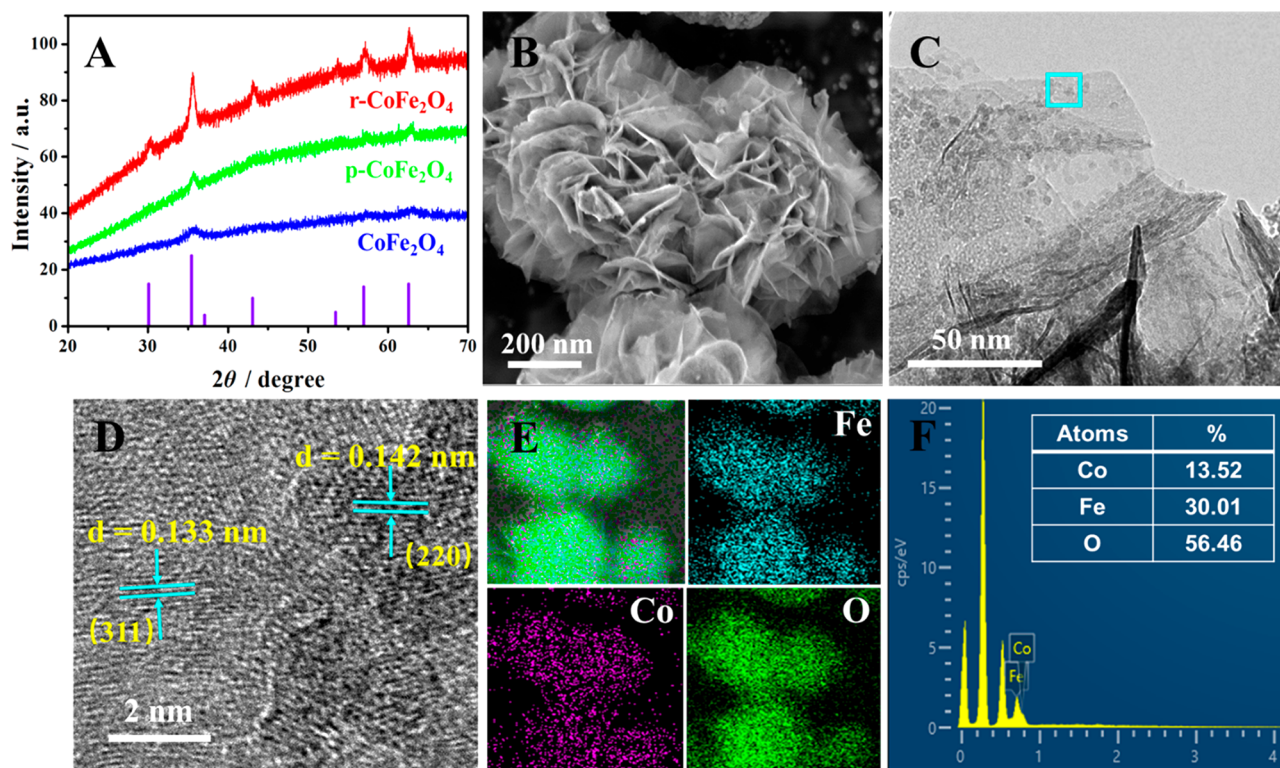 A
Intensity / a.u.
100
80
60
40
20
0
r-CoFe₂O₄
p-CoFe₂O₄
CoFe₂O₄
20 30 40 50 60 70
2θ / degree
B
200 nm
C
50 nm
D
d = 0.142 nm
(220)
d = 0.133 nm
(311)
2 nm
E
Fe
Co
O
F
cps/eV
20
15
10
5
0
Co
Fe
0 1 2 3 4
Atoms %
Co 13.52
Fe 30.01
O 56.46